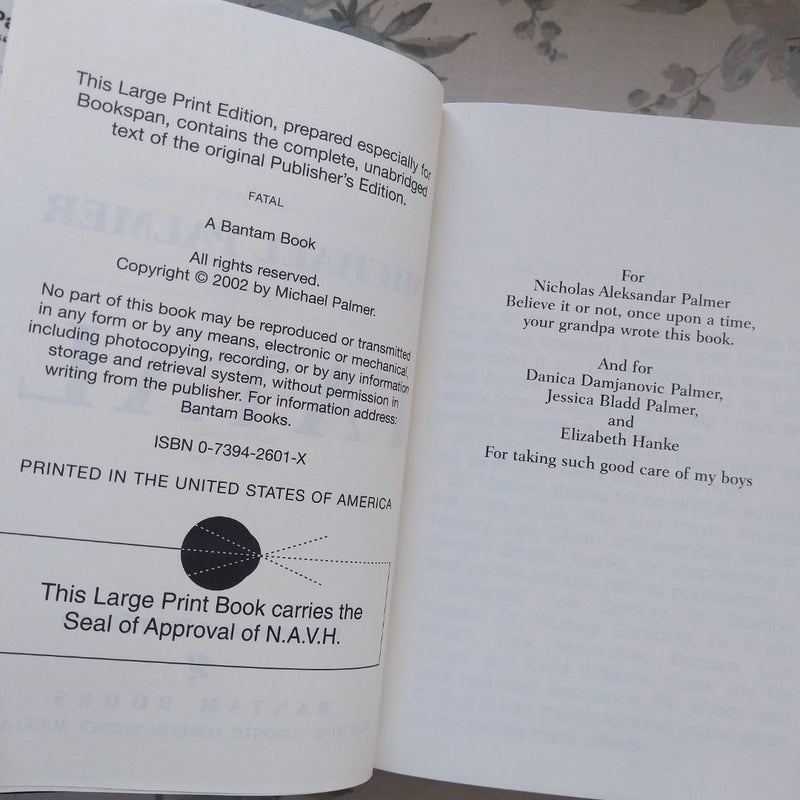 This Large Print Edition, prepared especially for
Bookspan, contains the complete, unabridged
text of the original Publisher's Edition.
FATAL
A Bantam Book
All rights reserved.
Copyright © 2002 by Michael Palmer.
No part of this book may be reproduced or transmitted
in any form or by any means, electronic or mechanical,
including photocopying, recording, or by any information
storage and retrieval system, without permission in
writing from the publisher. For information address:
Bantam Books.
ISBN 0-7394-2601-X
PRINTED IN THE UNITED STATES OF AMERICA
This Large Print Book carries the
Seal of Approval of N.A.V.H.
For
Nicholas Aleksandar Palmer
Believe it or not, once upon a time,
your grandpa wrote this book.
And for
Danica Damjanovic Palmer,
Jessica Bladd Palmer,
and
Elizabeth Hanke
For taking such good care of my boys